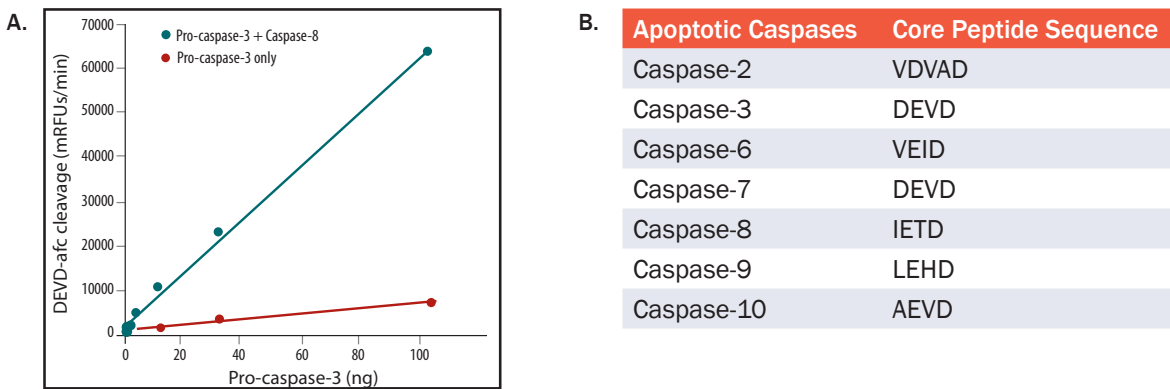 A.
70000
60000
50000
40000
30000
20000
10000
0
DEVD-afc cleavage (mRFUs/min)
Pro-caspase-3 + Caspase-8
Pro-caspase-3 only
0 20 40 60 80 100
Pro-caspase-3 (ng)
B.
Apoptotic Caspases Core Peptide Sequence
Caspase-2 VDVAD
Caspase-3 DEVD
Caspase-6 VEID
Caspase-7 DEVD
Caspase-8 IETD
Caspase-9 LEHD
Caspase-10 AEVD